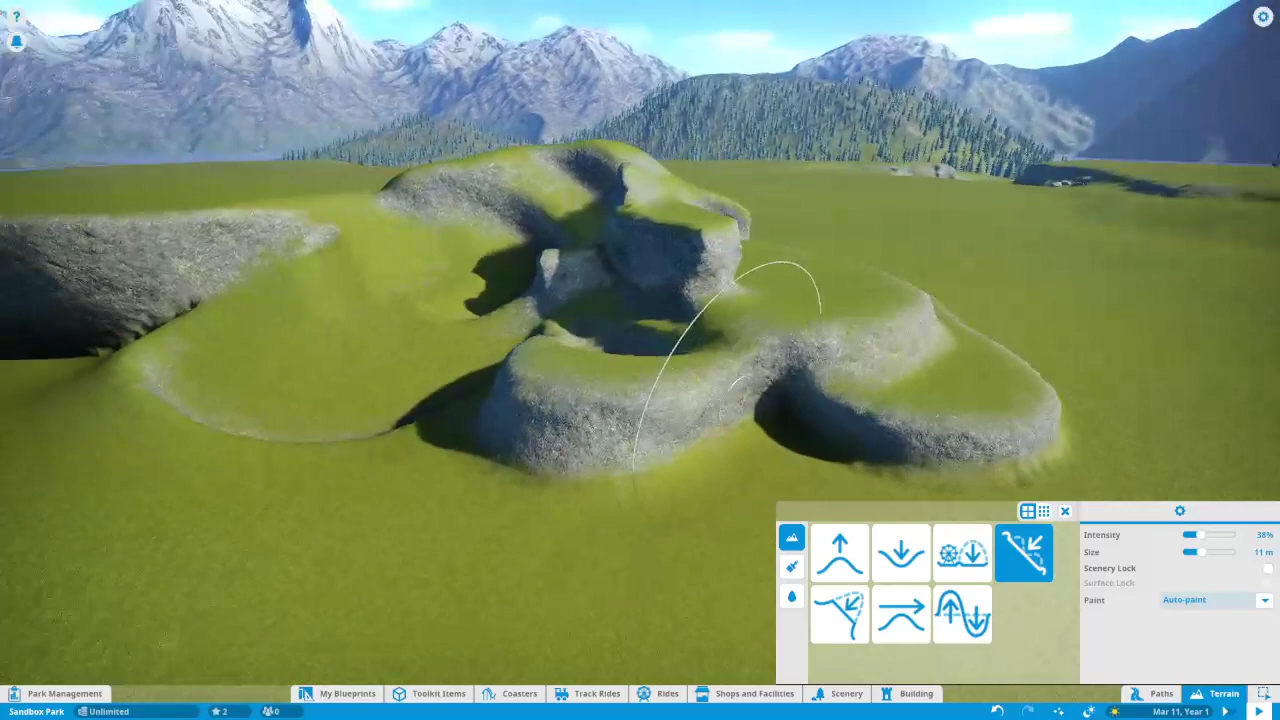 ?
Intensity 38%
Size 11 m
Scenery Lock
Surface Lock
Paint Auto-paint
Park Management My Blueprints Toolkit Items Coasters Track Rides Rides Shops and Facilities Scenery Building Paths Terrain
Sandbox Park Unlimited 2 0 Mar 11, Year 1